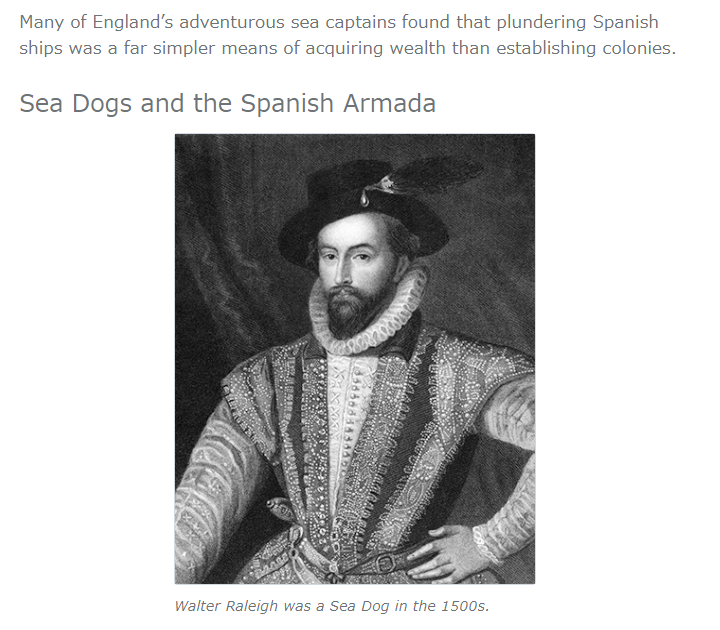 Many of England’s adventurous sea captains found that plundering Spanish
ships was a far simpler means of acquiring wealth than establishing colonies.
Sea Dogs and the Spanish Armada
Walter Raleigh was a Sea Dog in the 1500s.